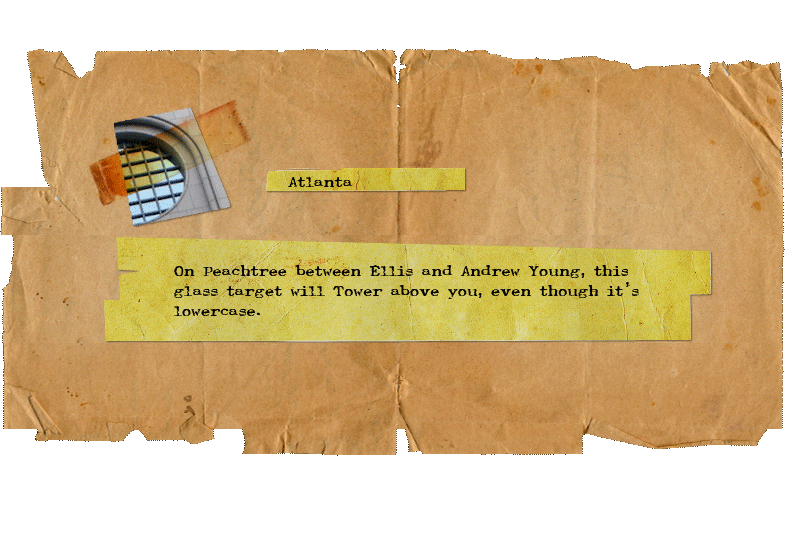 Atlanta
On Peachtree between Ellis and Andrew Young, this
glass target will Tower above you, even though it's
lowercase.